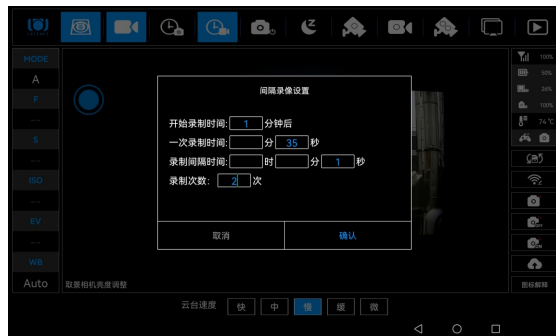 MODE
A
F
--
S
--
ISO
--
EV
--
WB
Auto
100%
50%
26%
100%
74℃
间隔录像设置
开始录制时间: 1 分钟后
一次录制时间: 分 35 秒
录制间隔时间: 时 分 1 秒
录制次数: 2 次
取消 确认
取景相机亮度调整
图标解释
云台速度 快 中 慢 缓 微